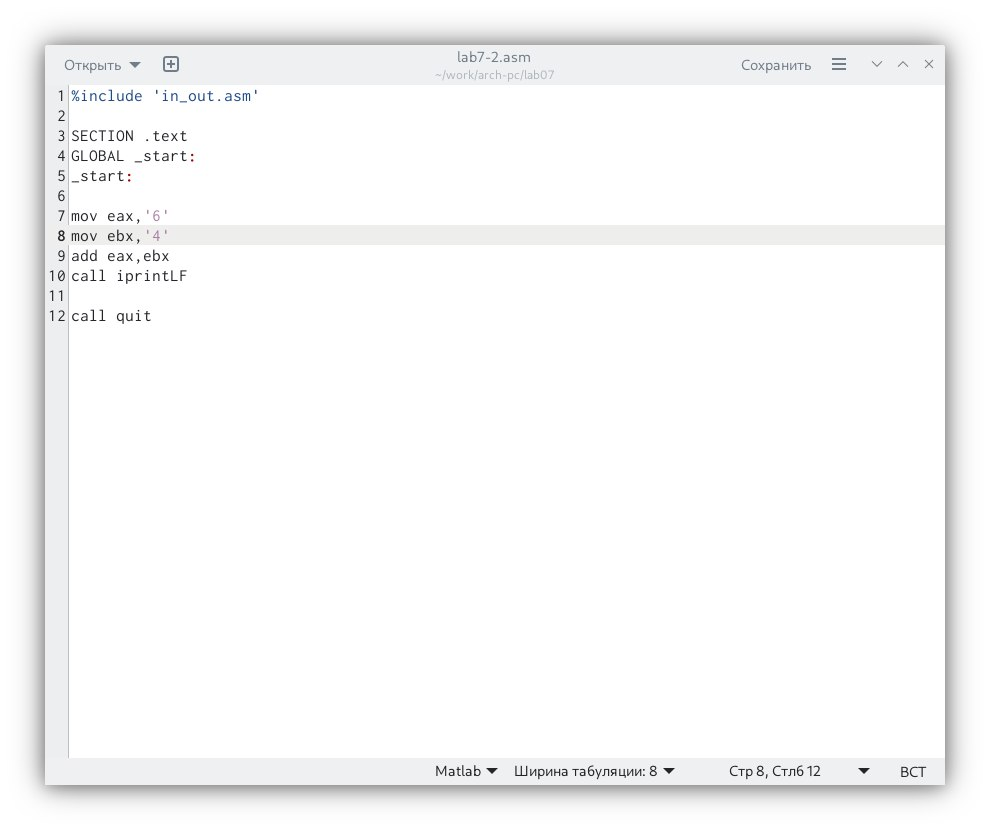 Открыть
lab7-2.asm
~/work/arch-pc/lab07
Сохранить
1 %include 'in_out.asm'
2
3 SECTION .text
4 GLOBAL _start:
5 _start:
6
7 mov eax,'6'
8 mov ebx,'4'
9 add eax,ebx
10 call iprintLF
11
12 call quit
Matlab Ширина табуляции: 8 Стр 8, Стлб 12 ВСТ